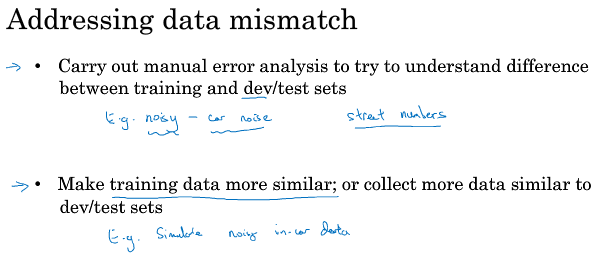 Addressing data mismatch
→ • Carry out manual error analysis to try to understand difference
between training and dev/test sets
E.g. noisy - car noise street numbers
→ • Make training data more similar; or collect more data similar to
dev/test sets
E.g. Simulate noisy in-car data